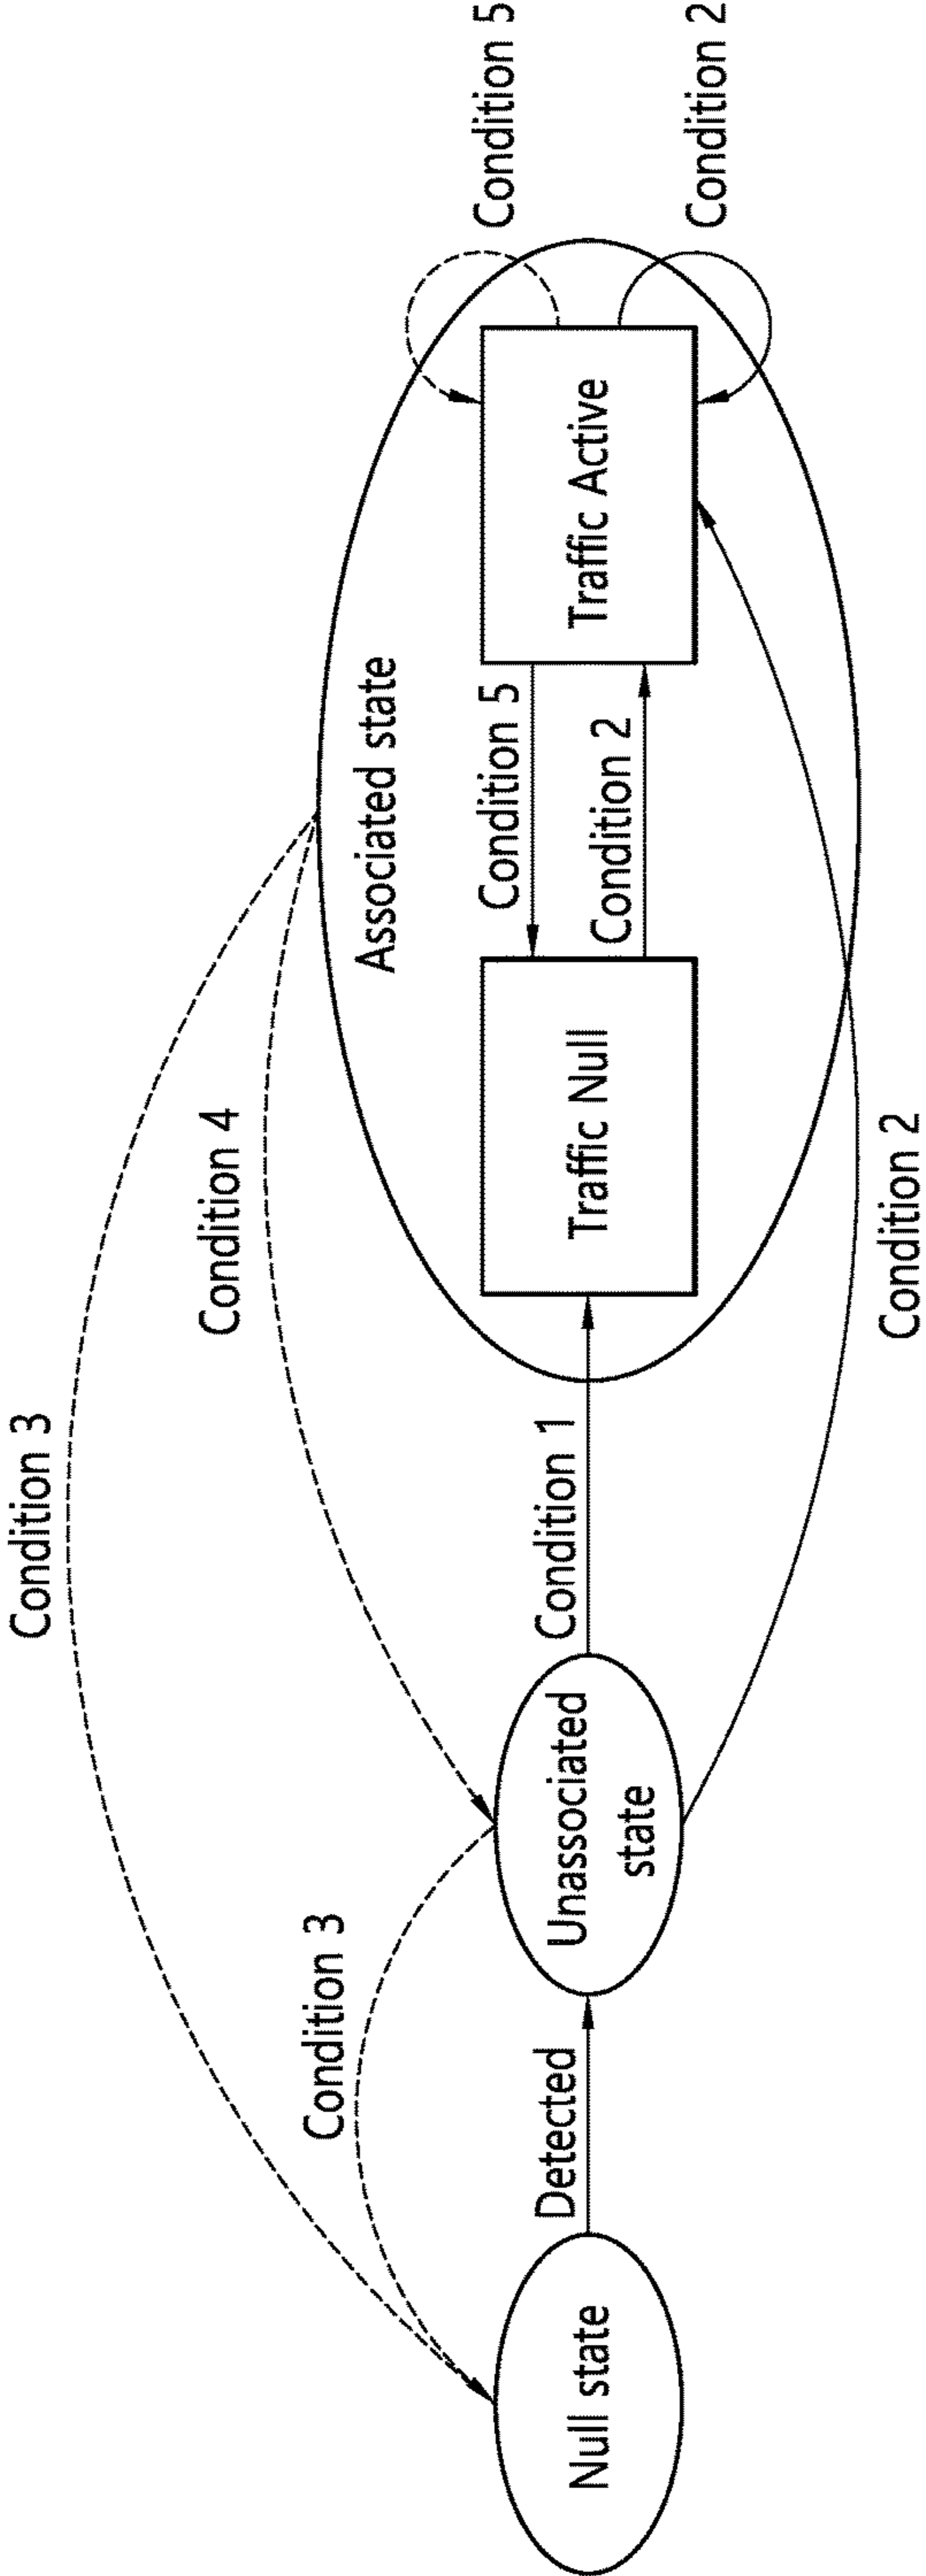 Condition 3
Condition 4
Condition 3
Associated state
Condition 5
Condition 5
Null state
Detected
Unassociated
state
Condition 1
Traffic Null
Condition 2
Traffic Active
Condition 2
Condition 2